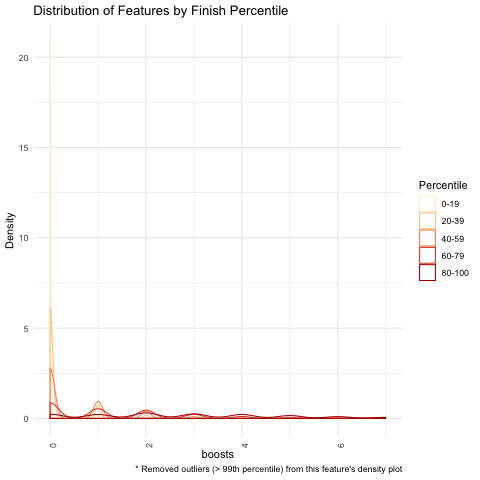 Distribution of Features by Finish Percentile
Density
20
15
10
5
0
0
2
4
6
boosts
* Removed outliers (> 99th percentile) from this feature's density plot
Percentile
0-19
20-39
40-59
60-79
80-100